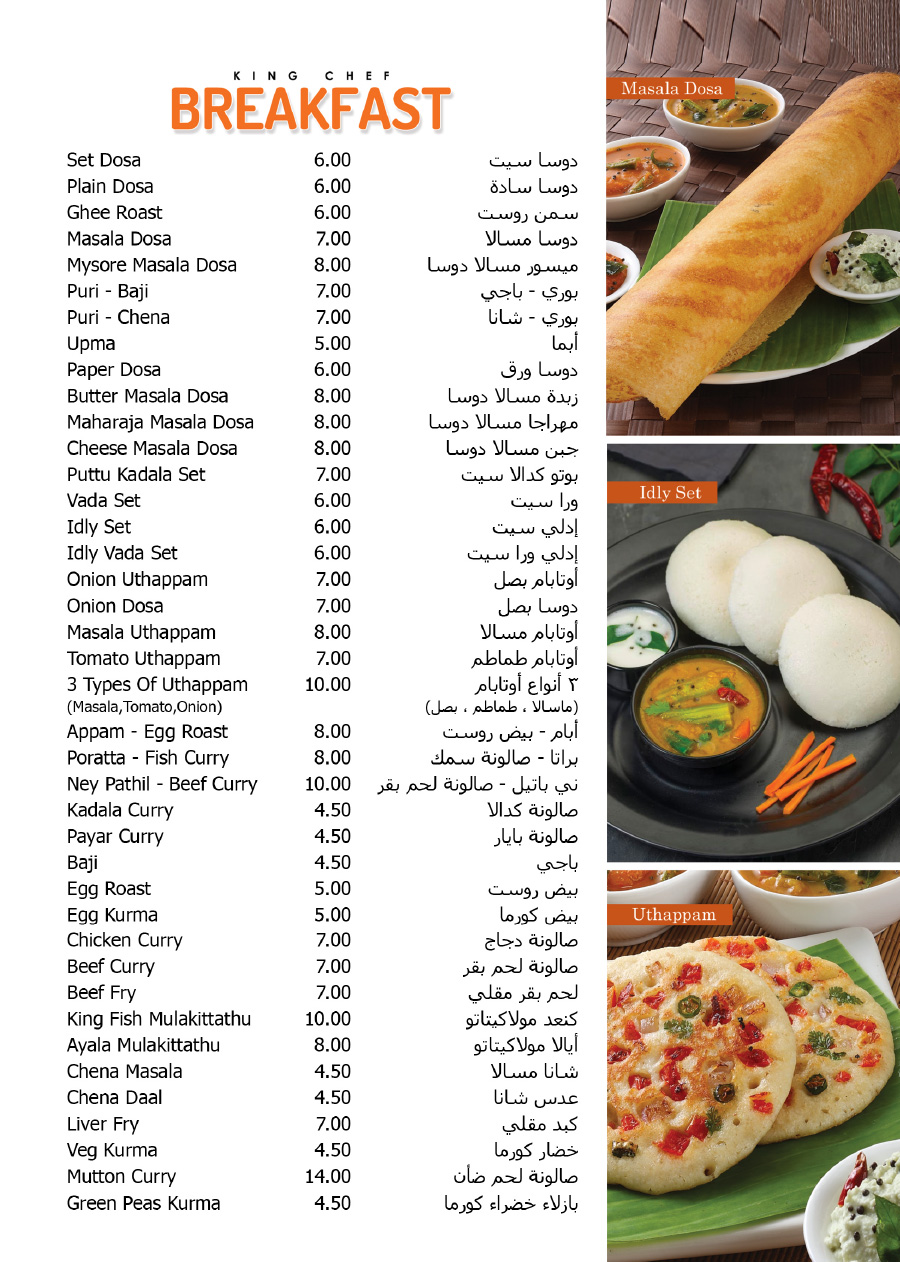 KING CHEF
BREAKFAST
Set Dosa 6.00 دوسا سيت
Plain Dosa 6.00 دوسا سادة
Ghee Roast 6.00 سمن روست
Masala Dosa 7.00 دوسا مسالا
Mysore Masala Dosa 8.00 ميسور مسالا دوسا
Puri - Baji 7.00 بوري - باجي
Puri - Chena 7.00 بوري - شانا
Upma 5.00 أبما
Paper Dosa 6.00 دوسا ورق
Butter Masala Dosa 8.00 زبدة مسالا دوسا
Maharaja Masala Dosa 8.00 مهراجا مسالا دوسا
Cheese Masala Dosa 8.00 جبن مسالا دوسا
Puttu Kadala Set 7.00 بوتو كدالا سيت
Vada Set 6.00 ورا سيت
Idly Set 6.00 إدلي سيت
Idly Vada Set 6.00 إدلي ورا سيت
Onion Uthappam 7.00 أوتابام بصل
Onion Dosa 7.00 دوسا بصل
Masala Uthappam 8.00 أوتابام مسالا
Tomato Uthappam 7.00 أوتابام طماطم
3 Types Of Uthappam 10.00 ٣ أنواع أوتابام
(Masala,Tomato,Onion) (ماسالا ، طماطم ، بصل)
Appam - Egg Roast 8.00 أبام - بيض روست
Poratta - Fish Curry 8.00 براتا - صالونة سمك
Ney Pathil - Beef Curry 10.00 ني باتيل - صالونة لحم بقر
Kadala Curry 4.50 صالونة كدالا
Payar Curry 4.50 صالونة بايار
Baji 4.50 باجي
Egg Roast 5.00 بيض روست
Egg Kurma 5.00 بيض كورما
Chicken Curry 7.00 صالونة دجاج
Beef Curry 7.00 صالونة لحم بقر
Beef Fry 7.00 لحم بقر مقلي
King Fish Mulakittathu 10.00 كنعد مولاكيتاتو
Ayala Mulakittathu 8.00 أيالا مولاكيتاتو
Chena Masala 4.50 شانا مسالا
Chena Daal 4.50 عدس شانا
Liver Fry 7.00 كبد مقلي
Veg Kurma 4.50 خضار كورما
Mutton Curry 14.00 صالونة لحم ضأن
Green Peas Kurma 4.50 بازلاء خضراء كورما
Masala Dosa
Idly Set
Uthappam